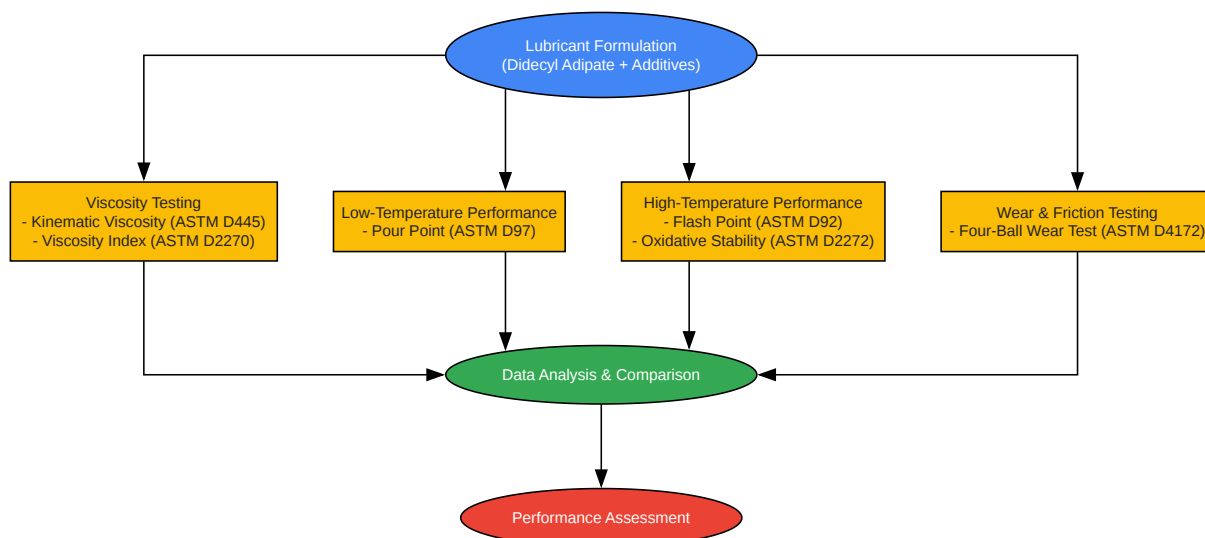 Lubricant Formulation
(Didecyl Adipate + Additives)
Viscosity Testing
- Kinematic Viscosity (ASTM D445)
- Viscosity Index (ASTM D2270)
Low-Temperature Performance
- Pour Point (ASTM D97)
High-Temperature Performance
- Flash Point (ASTM D92)
- Oxidative Stability (ASTM D2272)
Wear & Friction Testing
- Four-Ball Wear Test (ASTM D4172)
Data Analysis & Comparison
Performance Assessment